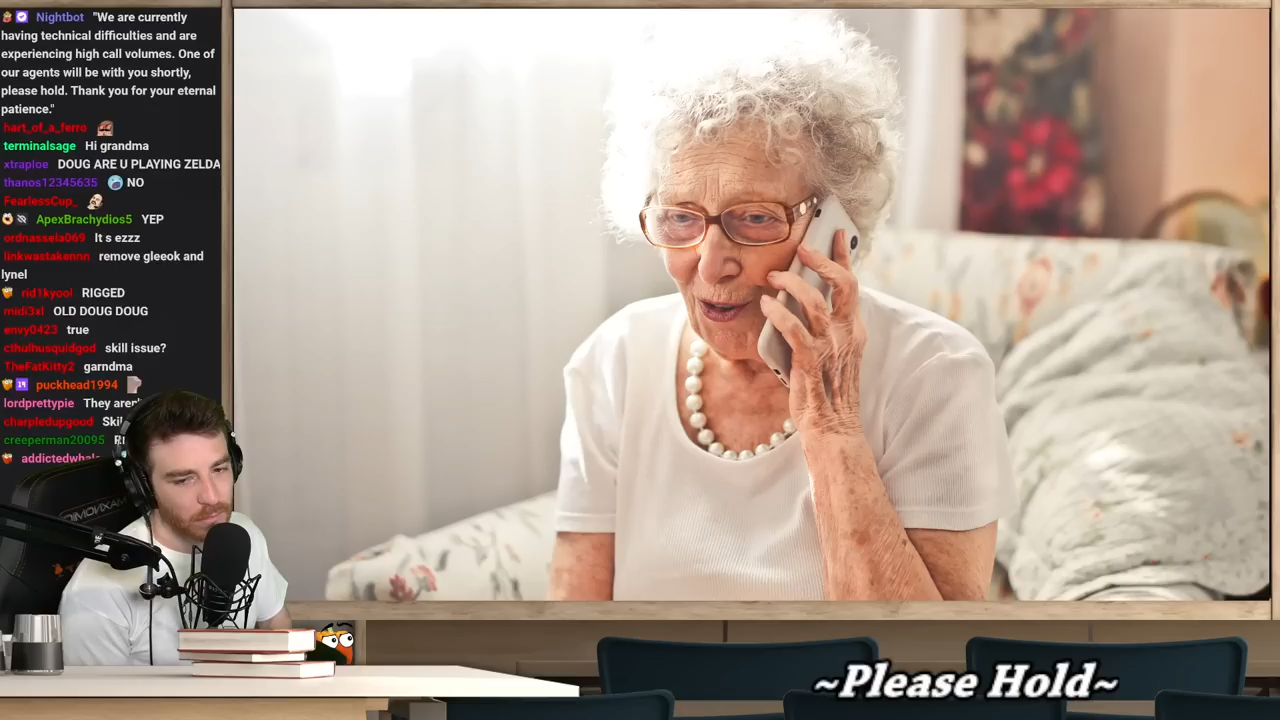 Nightbot "We are currently
having technical difficulties and are
experiencing high call volumes. One of
our agents will be with you shortly,
please hold. Thank you for your eternal
patience."
hart_of_a_ferro
terminalsage Hi grandma
xtraploe DOUG ARE U PLAYING ZELDA
thanos12345635 NO
FearlessCup_
ApexBrachydios5 YEP
ordnassela069 It s ezzz
linkwastakennn remove gleeok and
lynel
rid1kyool RIGGED
midi3xl OLD DOUG DOUG
envy0423 true
cthulhusquidgod skill issue?
TheFatKitty2 garndma
14 puckhead1994
lordprettypie They aren'
charpledupgood Ski
creeperman20095
addictedwhale
~Please Hold~